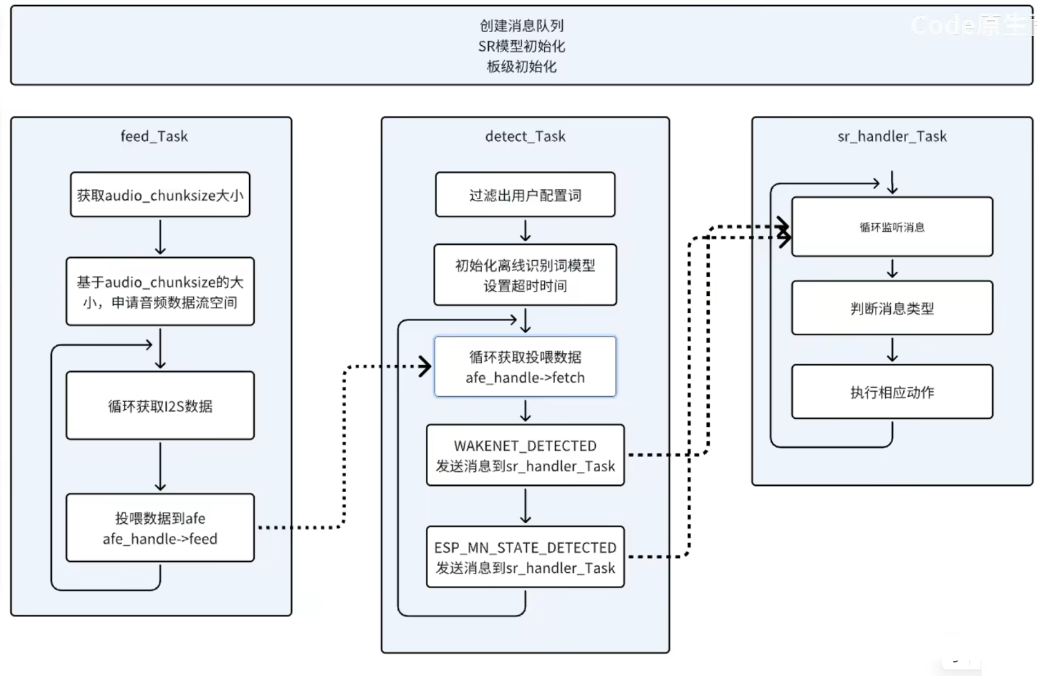 Code原生
创建消息队列
SR模型初始化
板级初始化
feed_Task
获取audio_chunksize大小
基于audio_chunksize的大
小，申请音频数据流空间
循环获取I2S数据
投喂数据到afe
afe_handle->feed
detect_Task
过滤出用户配置词
初始化离线识别词模型
设置超时时间
循环获取投喂数据
afe_handle->fetch
WAKENET_DETECTED
发送消息到sr_handler_Task
ESP_MN_STATE_DETECTED
发送消息到sr_handler_Task
sr_handler_Task
循环监听消息
判断消息类型
执行相应动作